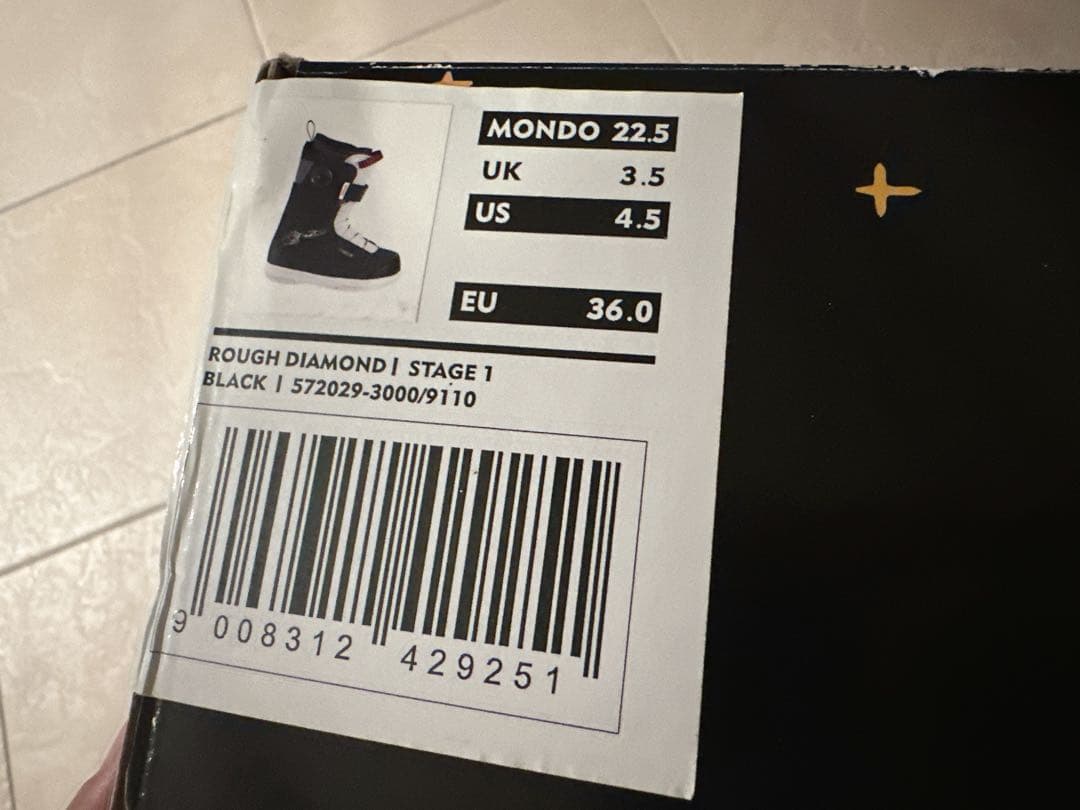 MONDO 22.5
UK 3.5
US 4.5
EU 36.0
ROUGH DIAMOND | STAGE 1
BLACK | 572029-3000/9110
9 008312 429251